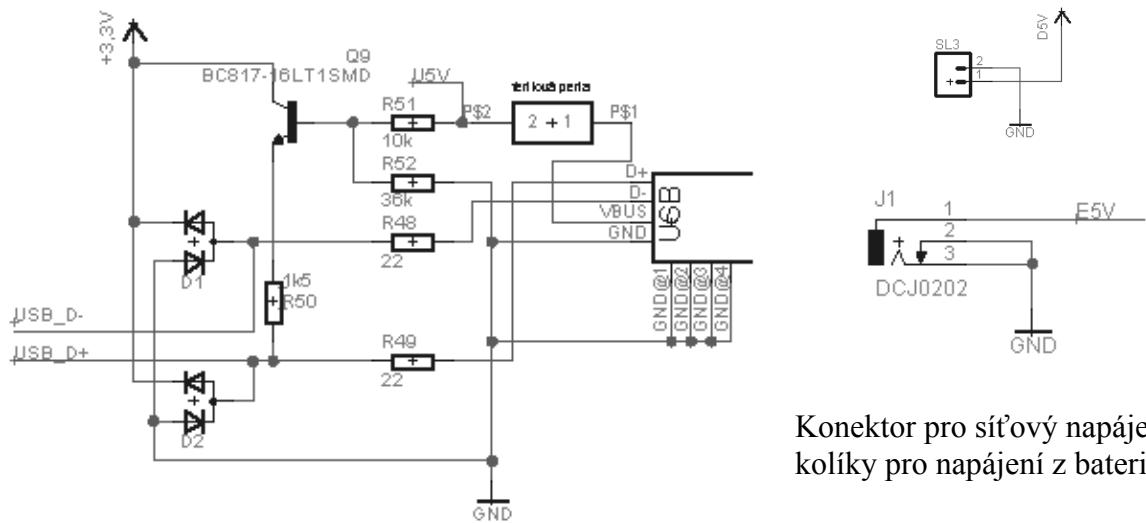 +3,3V
Q9
BC817-16LT1SMD
U5V
R51
10k
P$2
2 + 1
P$1
R52
36k
R48
22
D+
D-
VBUS
GND
USB
GND@1
GND@2
GND@3
GND@4
D1
1k5
R50
USB_D-
USB_D+
R49
22
D2
GND
SL3
2
1
D5V
GND
J1
1
2
3
E5V
DCJ0202
GND
Konektor pro síťový napáje
kolíky pro napájení z bateri